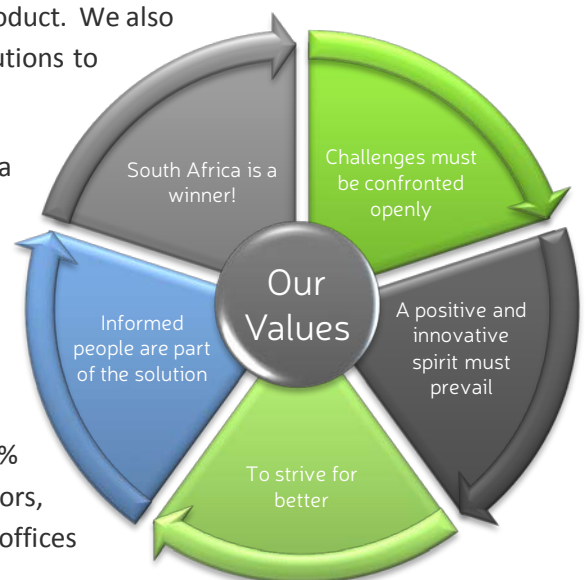 oduct. We also
utions to
a
%
ors,
offices
South Africa is a
winner!
Challenges must
be confronted
openly
A positive and
innovative
spirit must
prevail
To strive for
better
Informed
people are part
of the solution
Our
Values